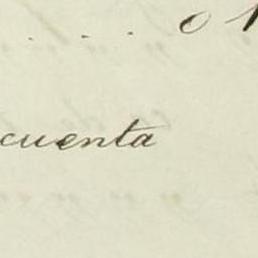 . . . . o
cuenta